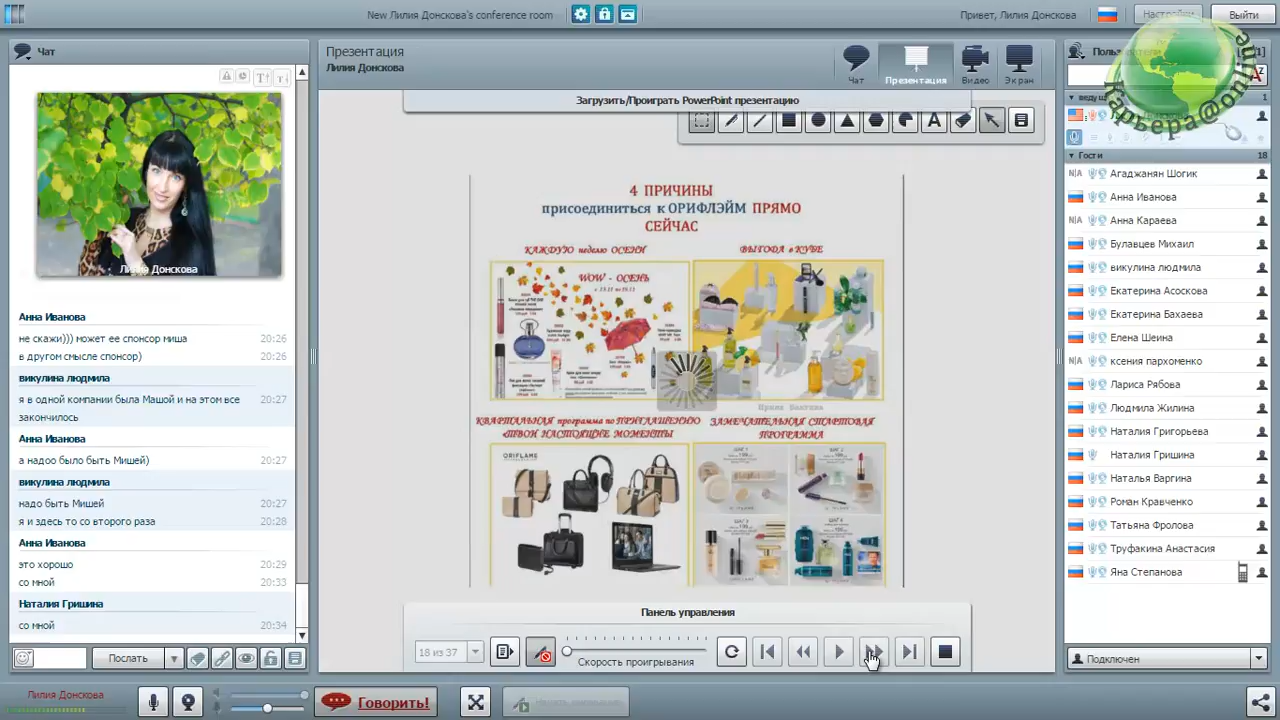 New Лилия Донскова's conference room
Привет, Лилия Донскова
Настройки
Выйти
Чат
Лилия Донскова
Анна Иванова
не скажи))) может ее спонсор миша 20:26
в другом смысле спонсор) 20:26
викулина людмила
я в одной компании была Машой и на этом все 20:27
закончилось
Анна Иванова
а надоо было быть Мишей) 20:27
викулина людмила
надо быть Мишей 20:27
я и здесь то со второго раза 20:28
Анна Иванова
это хорошо 20:29
со мной 20:33
Наталия Гришина
со мной 20:34
Послать
Презентация
Лилия Донскова
Чат
Презентация
Видео
Экран
Загрузить/Проиграть PowerPoint презентацию
4 ПРИЧИНЫ
присоединиться к ОРИФЛЭЙМ ПРЯМО
СЕЙЧАС
КАЖДУЮ неделю ОСЕНИ
ВЫГОДА в КУБЕ
WOW - ОСЕНЬ
КВАРТАЛЬНАЯ программа по ПРИГЛАШЕНИЮ
«ТВОИ НАСТОЯЩИЕ МОМЕНТЫ
ЗАМЕЧАТЕЛЬНАЯ СТАРТОВАЯ
ПРОГРАММА
ORIFLAME
Панель управления
18 из 37
Скорость проигрывания
карьера@online
ведущ 1
Гости 18
N/A Агаджанян Шогик
Анна Иванова
N/A Анна Караева
Булавцев Михаил
викулина людмила
Екатерина Асоскова
Екатерина Бахаева
Елена Шеина
N/A ксения пархоменко
Лариса Рябова
Людмила Жилина
Наталия Григорьева
Наталия Гришина
Наталья Варгина
Роман Кравченко
Татьяна Фролова
Труфакина Анастасия
Яна Степанова
Подключен
Лилия Донскова
Говорить!